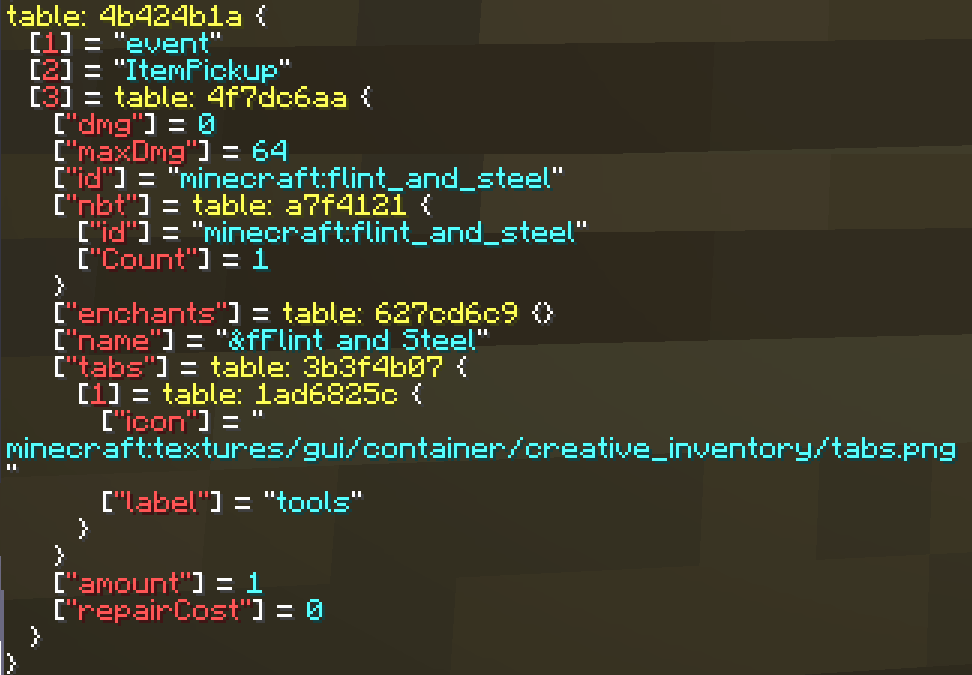 table: 4b424b1a {
[1] = "event"
[2] = "ItemPickup"
[3] = table: 4f7dc6aa {
["dmg"] = 0
["maxDmg"] = 64
["id"] = "minecraft:flint_and_steel"
["nbt"] = table: a7f4121 {
["id"] = "minecraft:flint_and_steel"
["Count"] = 1
}
["enchants"] = table: 627cd6c9 {}
["name"] = "&fFlint and Steel"
["tabs"] = table: 3b3f4b07 {
[1] = table: 1ad6825c {
["icon"] = "
minecraft:textures/gui/container/creative_inventory/tabs.png
"
["label"] = "tools"
}
}
["amount"] = 1
["repairCost"] = 0
}
}